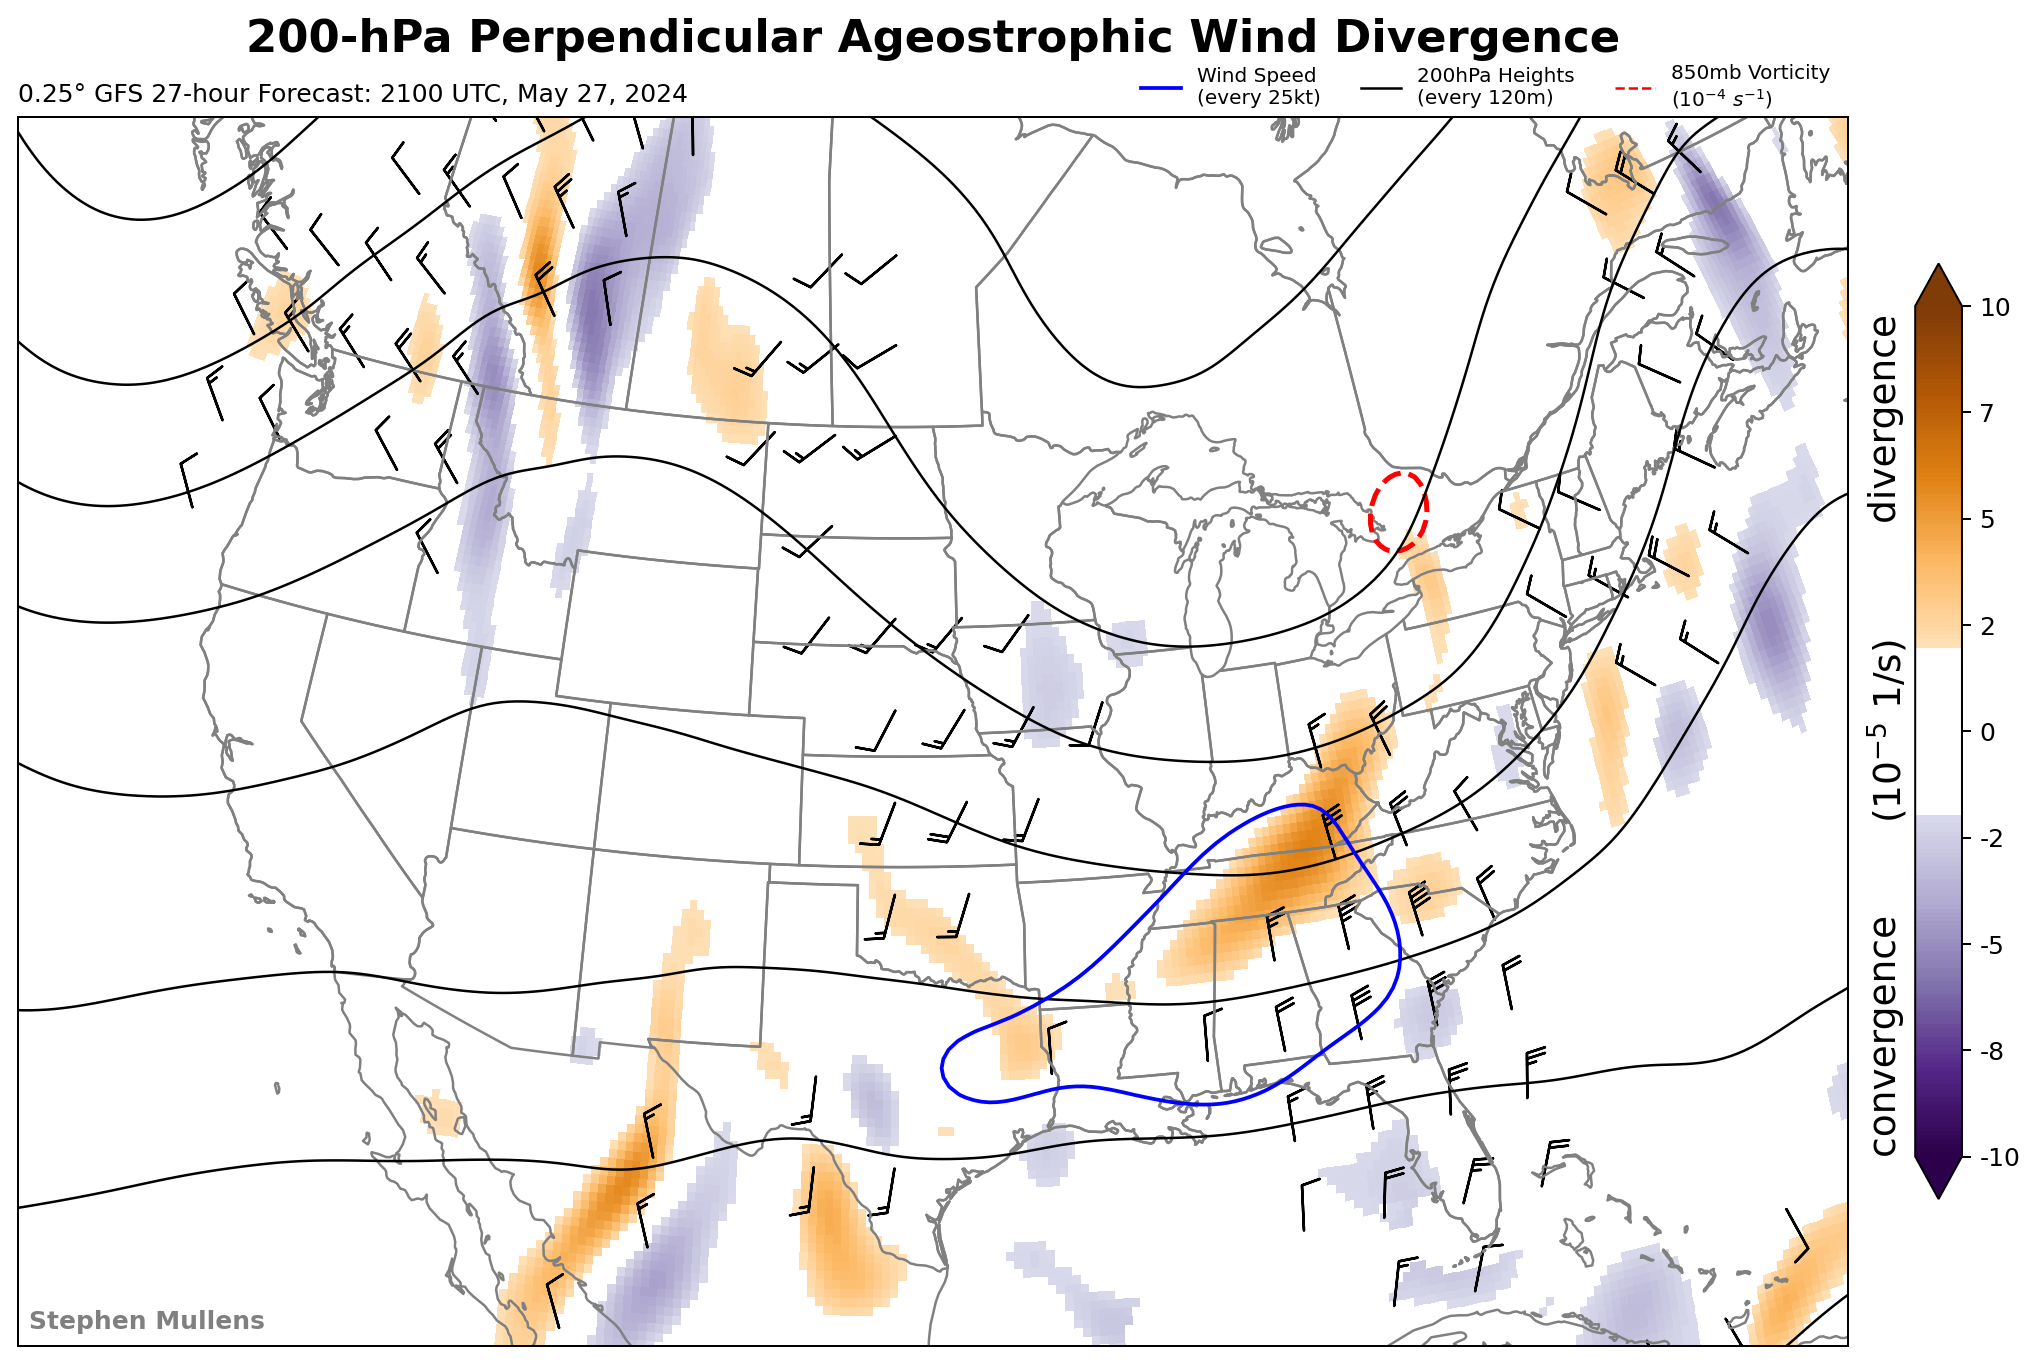 200-hPa Perpendicular Ageostrophic Wind Divergence
0.25° GFS 27-hour Forecast: 2100 UTC, May 27, 2024
Wind Speed
(every 25kt)
200hPa Heights
(every 120m)
850mb Vorticity
(10⁻⁴ s⁻¹)
10
7
5
2
0
-2
-5
-8
-10
convergence (10⁻⁵ 1/s) divergence
Stephen Mullens